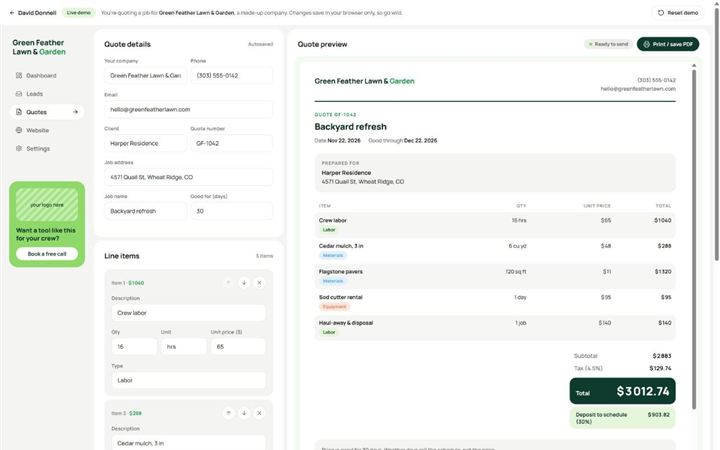 ← David Donnell
Live demo
You're quoting a job for Green Feather Lawn & Garden, a made-up company. Changes save in your browser only, so go wild.
Reset demo
Green Feather
Lawn & Garden
Dashboard
Leads
Quotes →
Website
Settings
your logo here
Want a tool like this
for your crew?
Book a free call
Quote details
Autosaved
Your company
Phone
Green Feather Lawn & Gar
(303) 555-0142
Email
hello@greenfeatherlawn.com
Client
Quote number
Harper Residence
GF-1042
Job address
4571 Quail St, Wheat Ridge, CO
Job name
Good for (days)
Backyard refresh
30
Line items
5 items
Item 1 · $1040
Description
Crew labor
Qty
Unit
Unit price ($)
16
hrs
65
Type
Labor
Item 2 · $288
Description
Cedar mulch, 3 in
Quote preview
Ready to send
Print / save PDF
Green Feather Lawn & Garden
(303) 555-0142
hello@greenfeatherlawn.com
QUOTE GF-1042
Backyard refresh
Date Nov 22, 2026 Good through Dec 22, 2026
PREPARED FOR
Harper Residence
4571 Quail St, Wheat Ridge, CO
ITEM QTY UNIT PRICE TOTAL
Crew labor 16 hrs $65 $1040
Labor
Cedar mulch, 3 in 6 cu yd $48 $288
Materials
Flagstone pavers 120 sq ft $11 $1320
Materials
Sod cutter rental 1 day $95 $95
Equipment
Haul-away & disposal 1 job $140 $140
Labor
Subtotal $2883
Tax (4.5%) $129.74
Total $3012.74
Deposit to schedule $903.82
(30%)